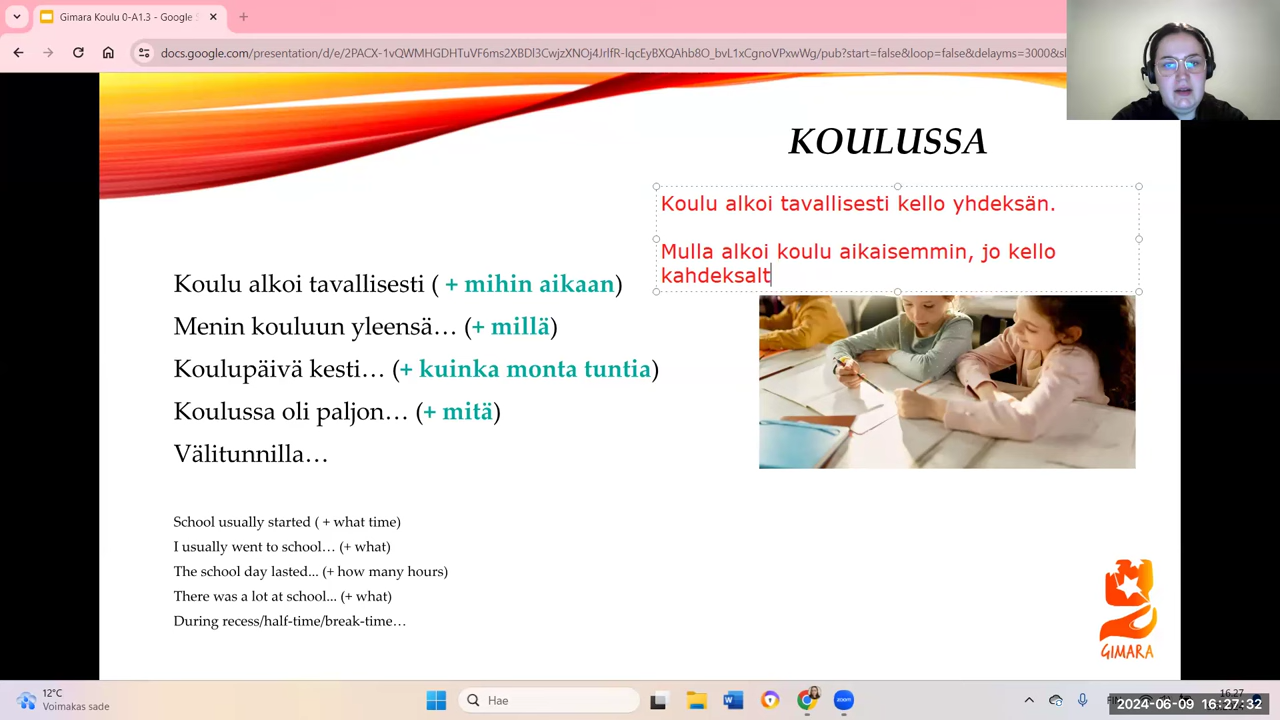 Gimara Koulu 0-A1.3 - Google S
docs.google.com/presentation/d/e/2PACX-1vQWMHGDHTuVF6ms2XBDl3CwjzXNOj4JrlfR-lqcEyBXQAhb8O_bvL1xCgnoVPxwWg/pub?start=false&loop=false&delayms=3000&sl
KOULUSSA
Koulu alkoi tavallisesti kello yhdeksän.
Mulla alkoi koulu aikaisemmin, jo kello
kahdeksalt
Koulu alkoi tavallisesti ( + mihin aikaan)
Menin kouluun yleensä… (+ millä)
Koulupäivä kesti… (+ kuinka monta tuntia)
Koulussa oli paljon… (+ mitä)
Välitunnilla…
School usually started ( + what time)
I usually went to school… (+ what)
The school day lasted... (+ how many hours)
There was a lot at school... (+ what)
During recess/half-time/break-time…
GIMARA
12°C
Voimakas sade
Hae
16.27
2024-06-09 16:27:32